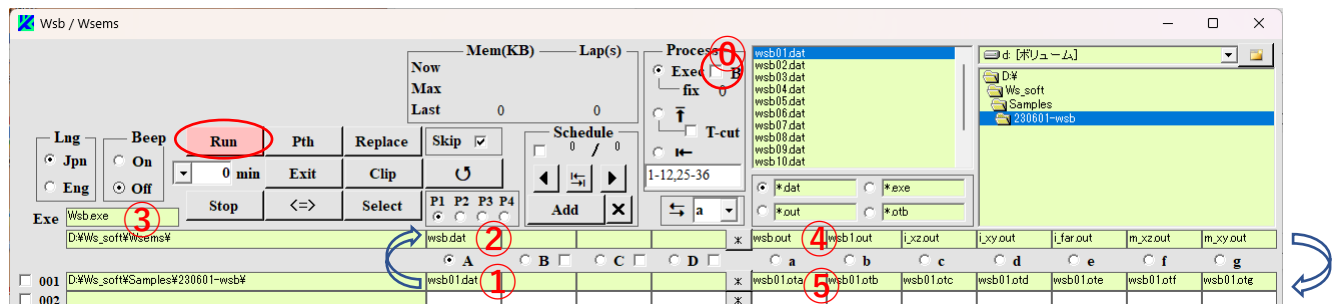 Wsb / Wsems
Mem(KB) Lap(s)
Now
Max
Last 0 0
Process
⓪
Exec B
fix 0
T-cut
1-12,25-36
a
wsb01.dat
wsb02.dat
wsb03.dat
wsb04.dat
wsb05.dat
wsb06.dat
wsb07.dat
wsb08.dat
wsb09.dat
wsb10.dat
*.dat *.exe
*.out *.otb
d: [ボリューム]
D:¥
Ws_soft
Samples
230601-wsb
Lng
Jpn
Eng
Beep
On
Off
Run Pth Replace Skip
0 min Exit Clip
Stop <=> Select P1 P2 P3 P4
Schedule
0 / 0
Add X
Exe Wsb.exe ③
D:¥Ws_soft¥Wsems¥ wsb.dat ② * wsb.out ④ wsb1.out i_xz.out i_xy.out i_far.out m_xz.out m_xy.out
A B C D a b c d e f g
001 D:¥Ws_soft¥Samples¥230601-wsb¥ wsb01.dat ① * wsb01.ota ⑤ wsb01.otb wsb01.otc wsb01.otd wsb01.ote wsb01.otf wsb01.otg
002 *